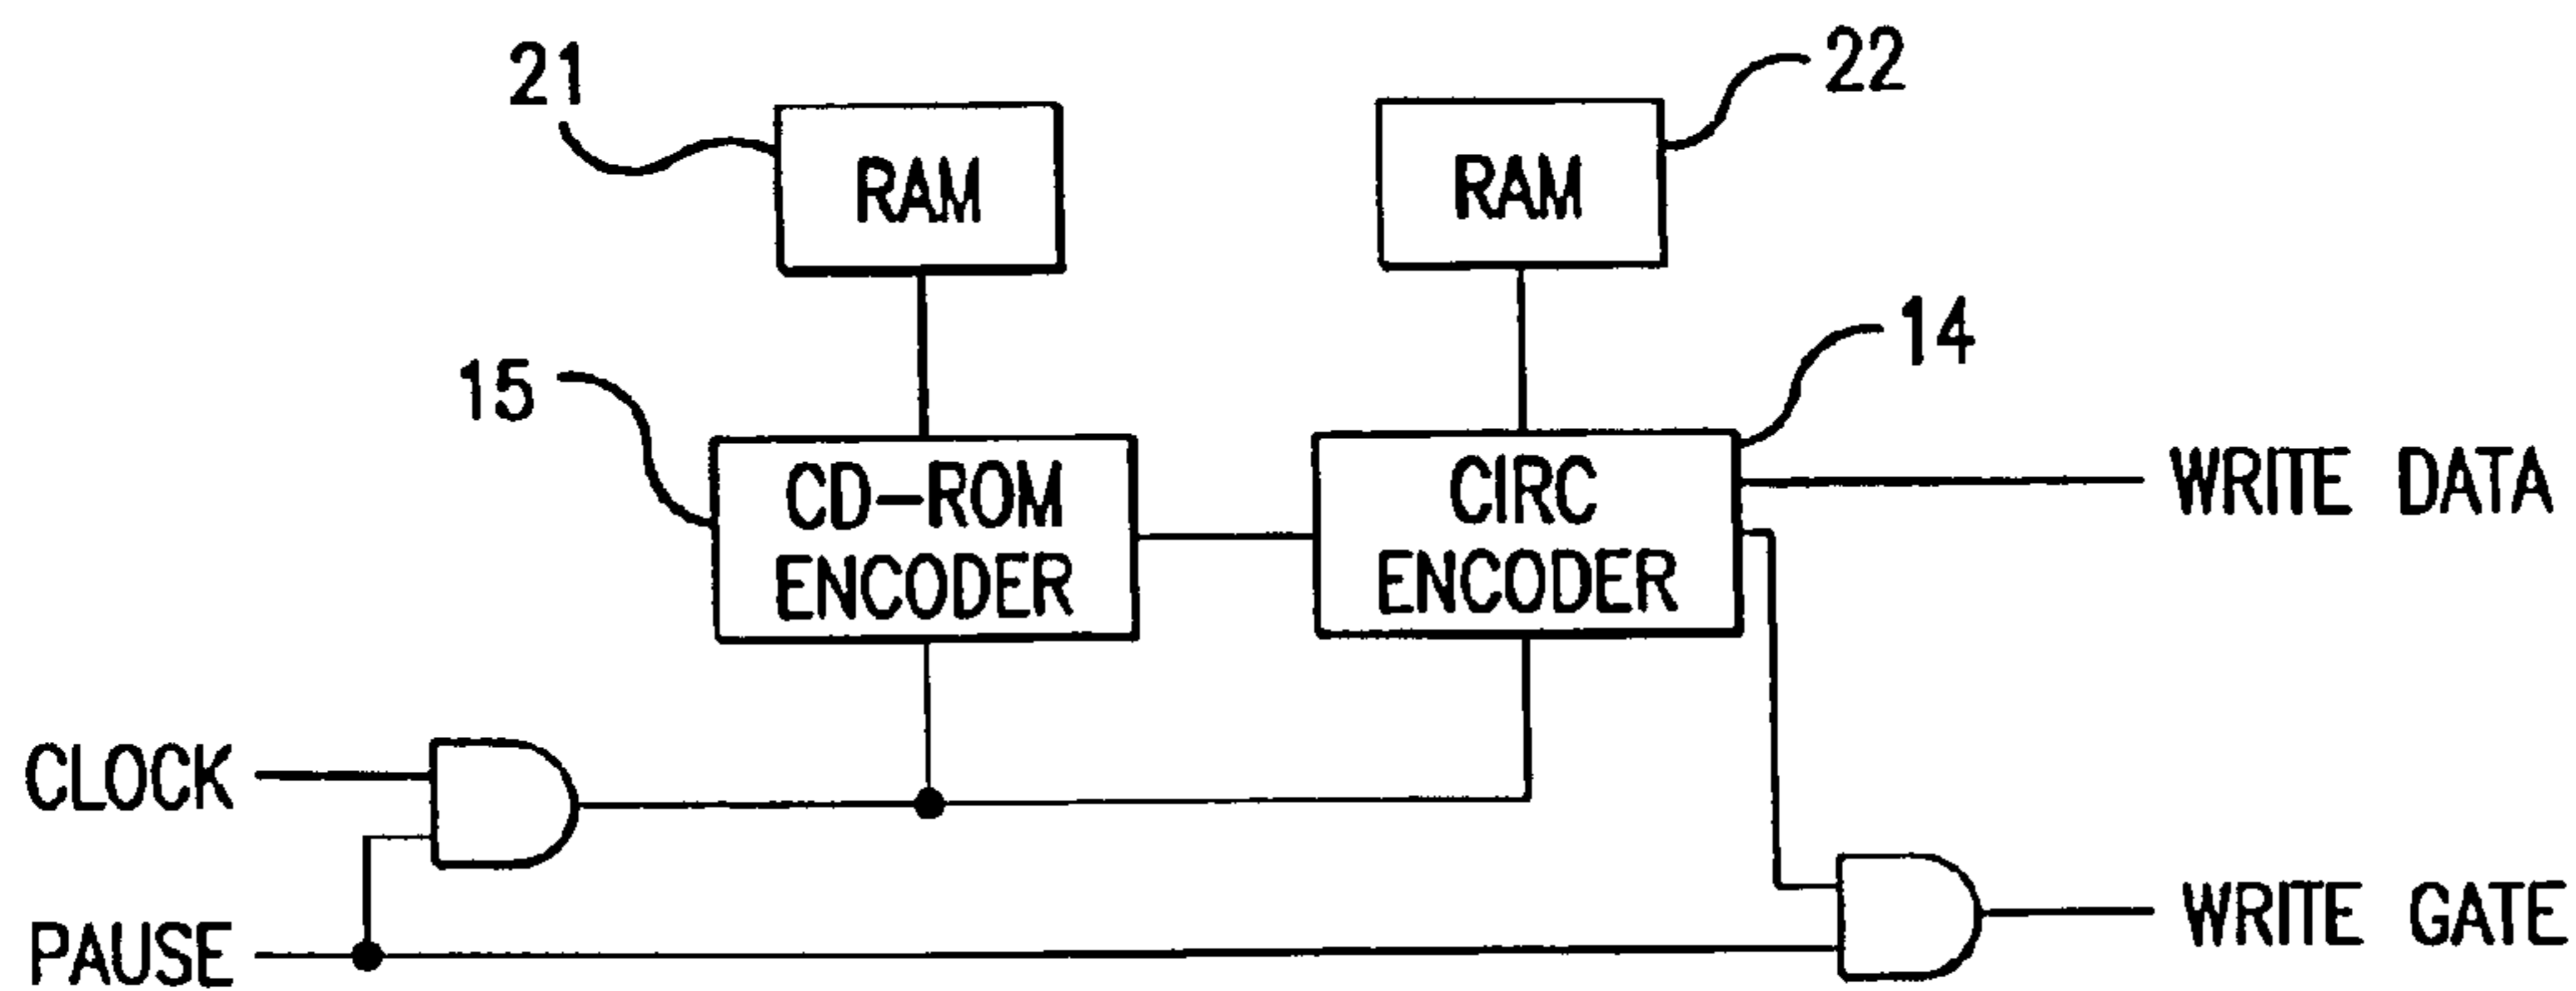 21
22
RAM
RAM
15
14
CD-ROM
ENCODER
CIRC
ENCODER
WRITE DATA
CLOCK
PAUSE
WRITE GATE